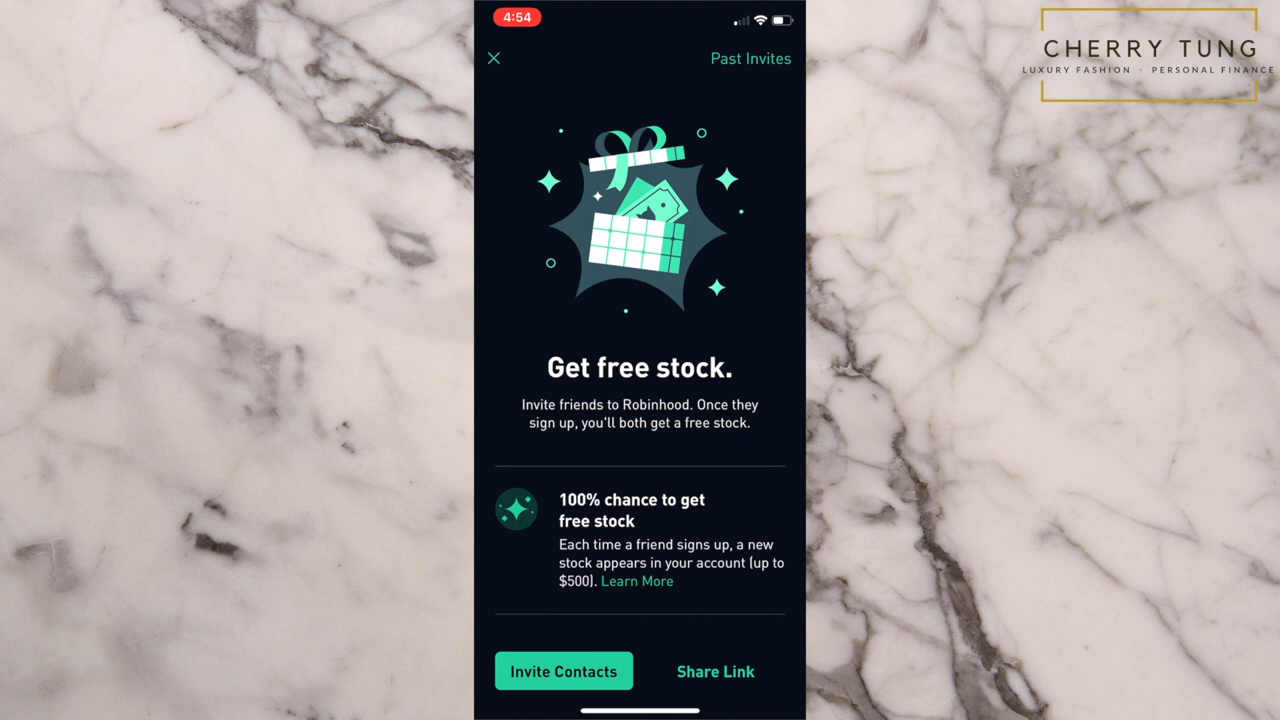 4:54
Past Invites
CHERRY TUNG
LUXURY FASHION · PERSONAL FINANCE
Get free stock.
Invite friends to Robinhood. Once they
sign up, you'll both get a free stock.
100% chance to get
free stock
Each time a friend signs up, a new
stock appears in your account (up to
$500). Learn More
Invite Contacts
Share Link